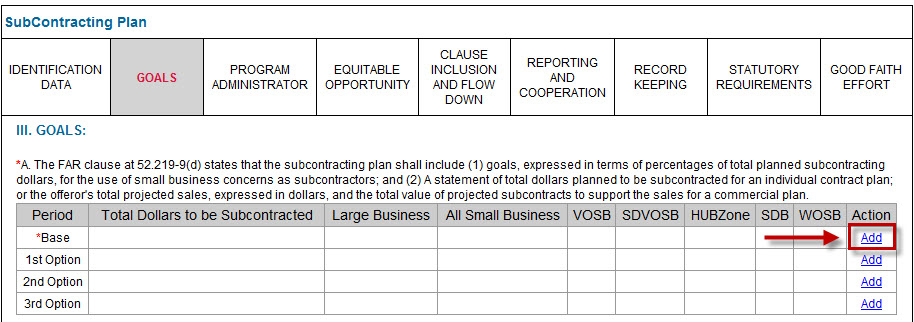 SubContracting Plan
IDENTIFICATION
DATA
GOALS
PROGRAM
ADMINISTRATOR
EQUITABLE
OPPORTUNITY
CLAUSE
INCLUSION
AND FLOW
DOWN
REPORTING
AND
COOPERATION
RECORD
KEEPING
STATUTORY
REQUIREMENTS
GOOD FAITH
EFFORT
III. GOALS:
*A. The FAR clause at 52.219-9(d) states that the subcontracting plan shall include (1) goals, expressed in terms of percentages of total planned subcontracting
dollars, for the use of small business concerns as subcontractors; and (2) A statement of total dollars planned to be subcontracted for an individual contract plan;
or the offeror's total projected sales, expressed in dollars, and the total value of projected subcontracts to support the sales for a commercial plan.
Period Total Dollars to be Subcontracted Large Business All Small Business VOSB SDVOSB HUBZone SDB WOSB Action
*Base Add
1st Option Add
2nd Option Add
3rd Option Add